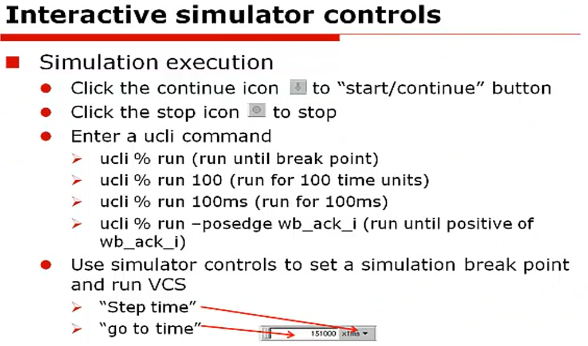 Interactive simulator controls
Simulation execution
Click the continue icon to “start/continue” button
Click the stop icon to stop
Enter a ucli command
ucli % run (run until break point)
ucli % run 100 (run for 100 time units)
ucli % run 100ms (run for 100ms)
ucli % run –posedge wb_ack_i (run until positive of
wb_ack_i)
Use simulator controls to set a simulation break point
and run VCS
“Step time”
“go to time”
151000